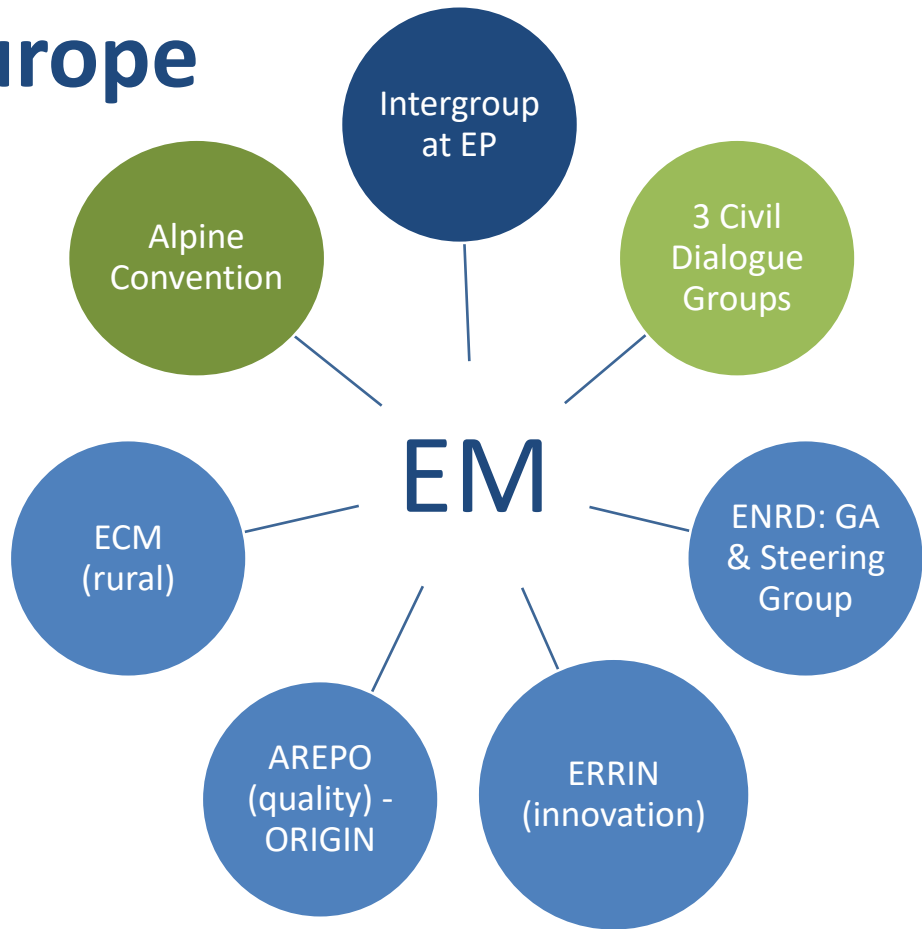 urope
Intergroup
at EP
Alpine
Convention
3 Civil
Dialogue
Groups
EM
ECM
(rural)
ENRD: GA
& Steering
Group
AREPO
(quality) -
ORIGIN
ERRIN
(innovation)